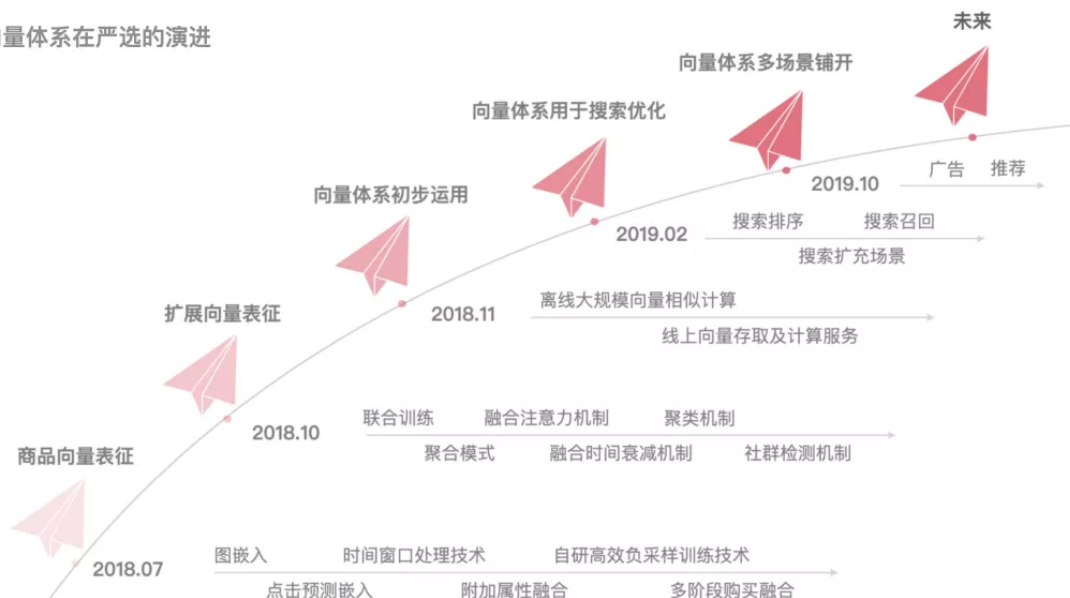 量体系在严选的演进
未来
向量体系多场景铺开
向量体系用于搜索优化
向量体系初步运用
扩展向量表征
商品向量表征
2019.10
广告 推荐
2019.02
搜索排序 搜索召回
搜索扩充场景
2018.11
离线大规模向量相似计算
线上向量存取及计算服务
2018.10
联合训练 融合注意力机制 聚类机制
聚合模式 融合时间衰减机制 社群检测机制
2018.07
图嵌入 时间窗口处理技术 自研高效负采样训练技术
点击预测嵌入 附加属性融合 多阶段购买融合